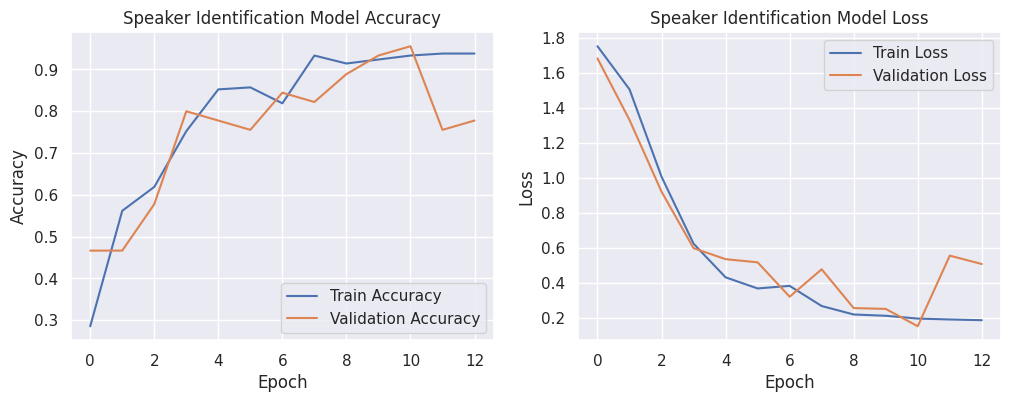 Speaker Identification Model Accuracy
0.9
0.8
0.7
0.6
0.5
0.4
0.3
Accuracy
Train Accuracy
Validation Accuracy
0 2 4 6 8 10 12
Epoch
Speaker Identification Model Loss
1.8
1.6
1.4
1.2
1.0
0.8
0.6
0.4
0.2
Loss
Train Loss
Validation Loss
0 2 4 6 8 10 12
Epoch